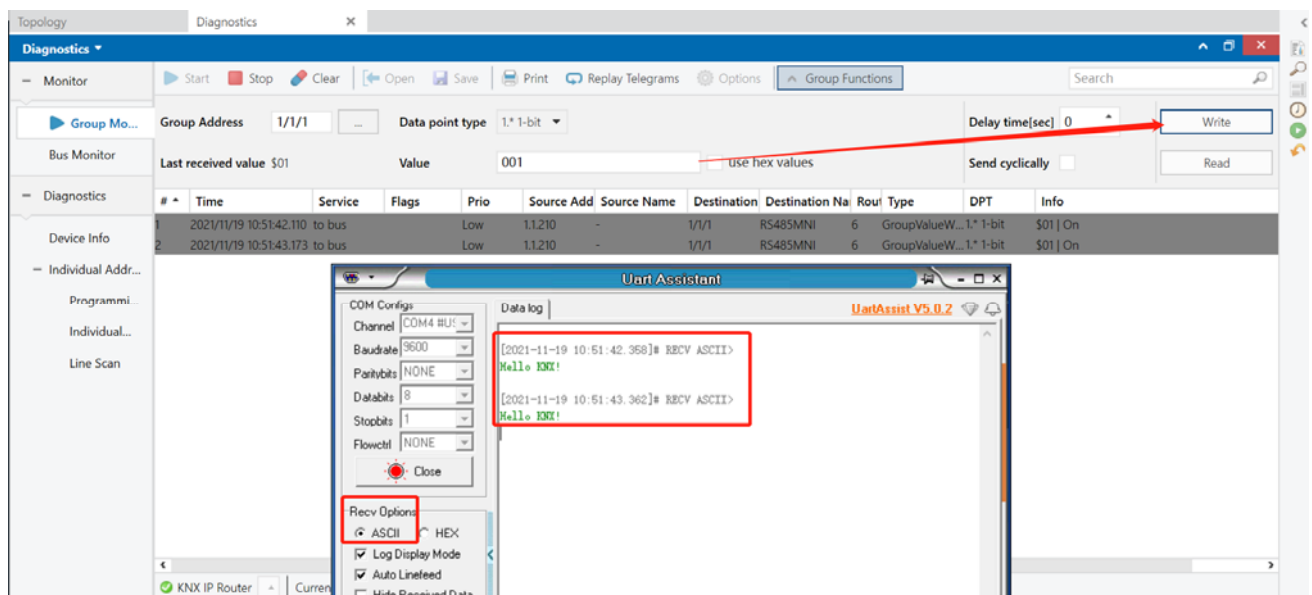 Topology Diagnostics ×
Diagnostics
Monitor
Start Stop Clear Open Save Print Replay Telegrams Options Group Functions Search
Group Mo...
Group Address 1/1/1 ... Data point type 1.* 1-bit Delay time[sec] 0 Write
Bus Monitor
Last received value $01 Value 001 use hex values Send cyclically Read
Diagnostics
# Time Service Flags Prio Source Add Source Name Destination Destination Na Rout Type DPT Info
1 2021/11/19 10:51:42.110 to bus Low 1.1.210 - 1/1/1 RS485MNI 6 GroupValueW... 1.* 1-bit $01 | On
2 2021/11/19 10:51:43.173 to bus Low 1.1.210 - 1/1/1 RS485MNI 6 GroupValueW... 1.* 1-bit $01 | On
Device Info
Individual Addr...
Programmi...
Individual...
Line Scan
Uart Assistant
COM Configs
Data log UartAssist V5.0.2
Channel COM4 #US
Baudrate 9600
Paritybits NONE
Databits 8
Stopbits 1
Flowctrl NONE
Close
[2021-11-19 10:51:42.358]# RECV ASCII>
Hello KNX!
[2021-11-19 10:51:43.362]# RECV ASCII>
Hello KNX!
Recv Options
ASCII HEX
Log Display Mode
Auto Linefeed
Hide Received Data
KNX IP Router Curren